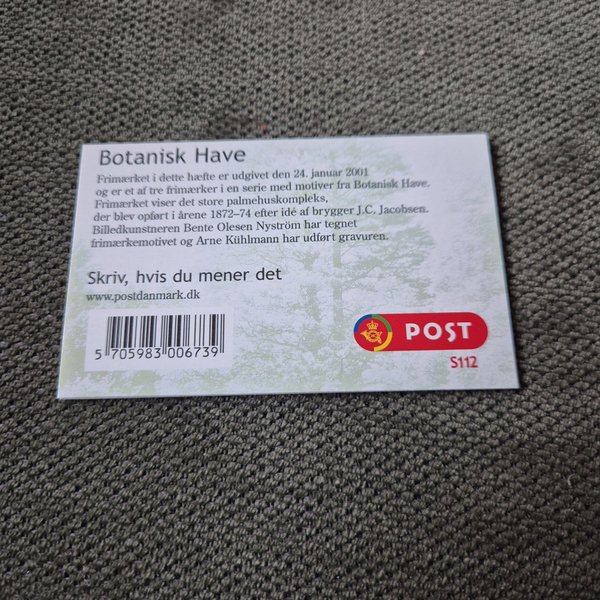 Botanisk Have
Frimærket i dette hæfte er udgivet den 24. januar 2001
og er et af tre frimærker i en serie med motiver fra Botanisk Have.
Frimærket viser det store palmehuskompleks,
der blev opført i årene 1872–74 efter idé af brygger J.C. Jacobsen.
Billedkunstneren Bente Olesen Nyström har tegnet
frimærkemotivet og Arne Kühlmann har udført gravuren.
Skriv, hvis du mener det
www.postdanmark.dk
5 705983 006739
POST
S112